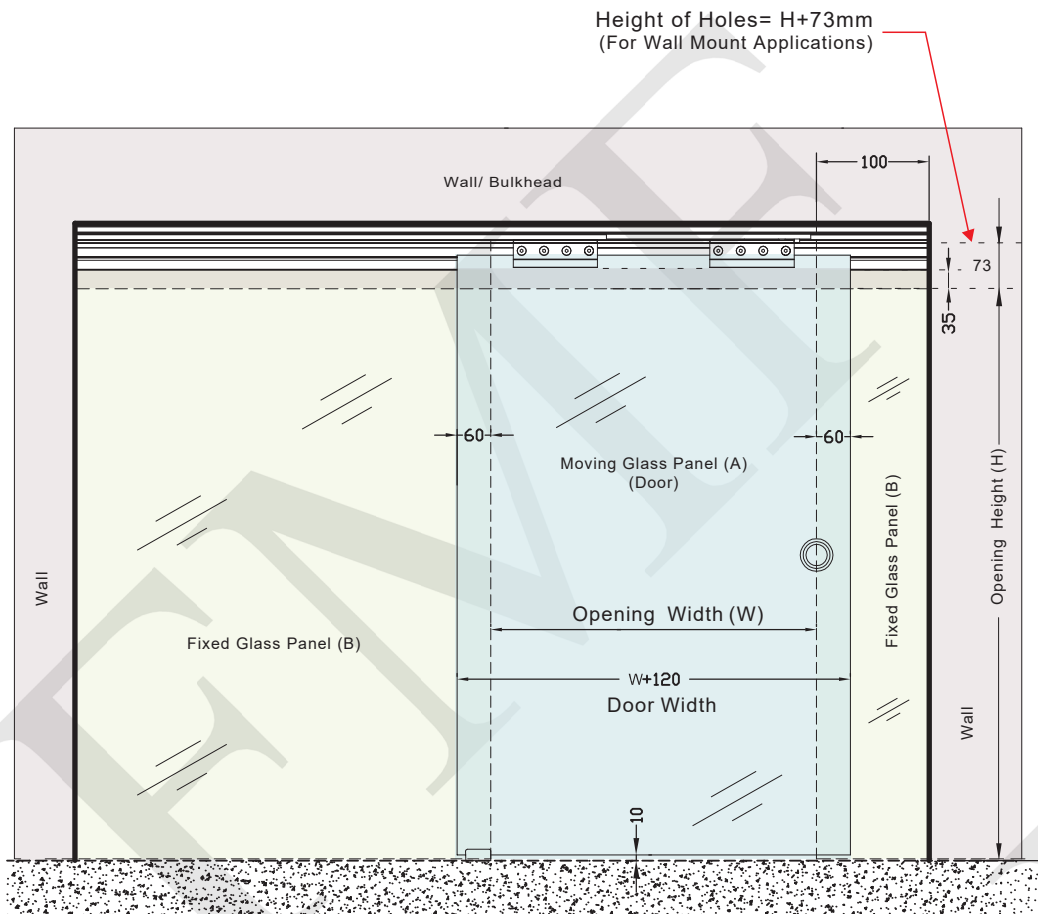 Height of Holes= H+73mm
(For Wall Mount Applications)
100
Wall/ Bulkhead
73
35
60
60
Moving Glass Panel (A)
(Door)
Opening Height (H)
Fixed Glass Panel (B)
Wall
Opening Width (W)
Fixed Glass Panel (B)
W+120
Door Width
Wall
10
FME